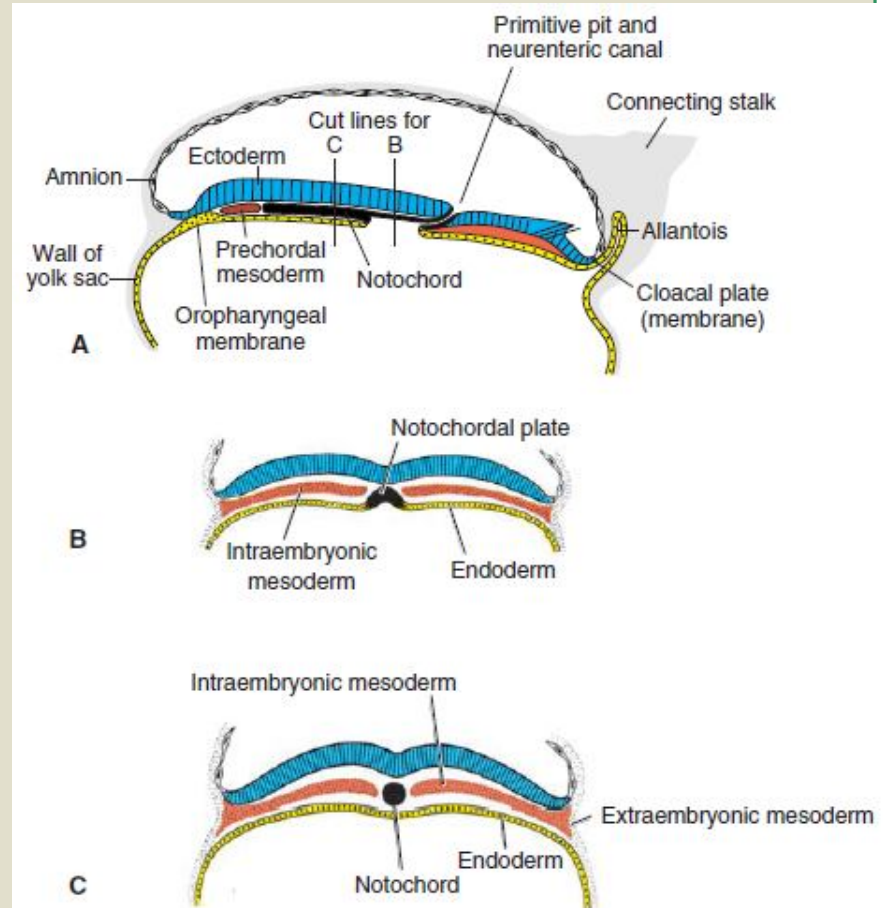 Primitive pit and
neurenteric canal
Connecting stalk
Cut lines for
C B
Ectoderm
Amnion
Allantois
Wall of
yolk sac
Prechordal
mesoderm
Notochord
Cloacal plate
(membrane)
Oropharyngeal
membrane
A
Notochordal plate
B
Intraembryonic
mesoderm
Endoderm
Intraembryonic mesoderm
Extraembryonic mesoderm
Endoderm
Notochord
C